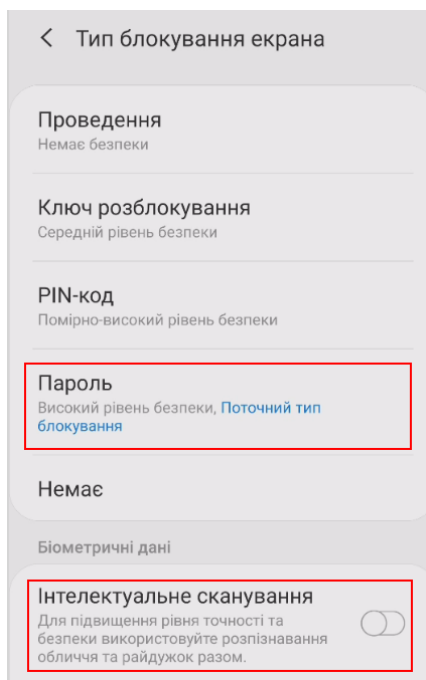 Тип блокування екрана
Проведення
Немає безпеки
Ключ розблокування
Середній рівень безпеки
PIN-код
Помірно-високий рівень безпеки
Пароль
Високий рівень безпеки, Поточний тип
блокування
Немає
Біометричні дані
Інтелектуальне сканування
Для підвищення рівня точності та
безпеки використовуйте розпізнавання
обличчя та райдужок разом.